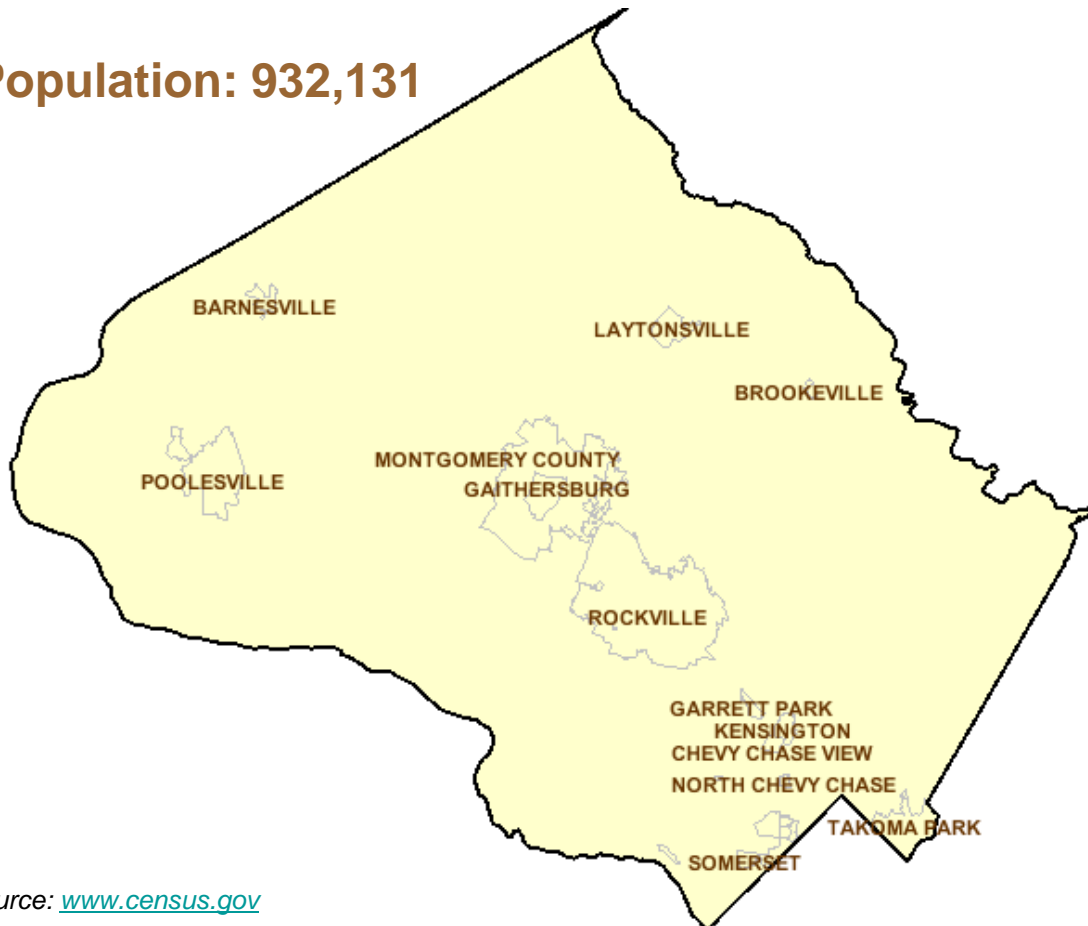 opulation: 932,131
BARNESVILLE
LAYTONSVILLE
BROOKEVILLE
MONTGOMERY COUNTY
POOLESVILLE
GAITHERSBURG
ROCKVILLE
GARRETT PARK
KENSINGTON
CHEVY CHASE VIEW
NORTH CHEVY CHASE
TAKOMA PARK
SOMERSET
urce: www.census.gov